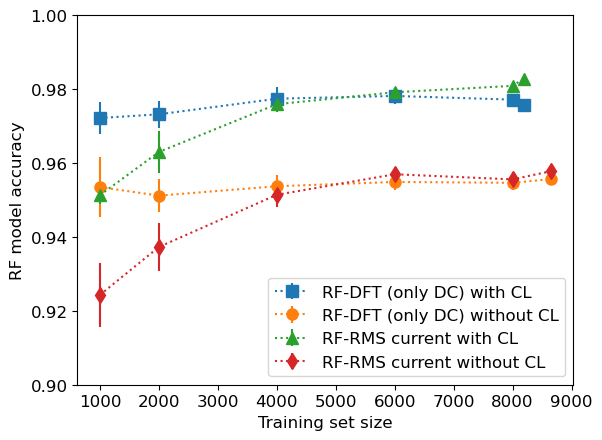 1.00
0.98
0.96
0.94
0.92
0.90
RF model accuracy
RF-DFT (only DC) with CL
RF-DFT (only DC) without CL
RF-RMS current with CL
RF-RMS current without CL
1000 2000 3000 4000 5000 6000 7000 8000 9000
Training set size